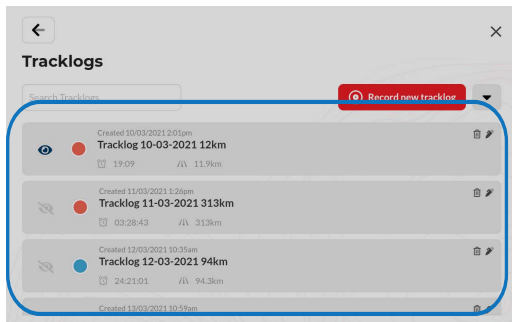 Tracklogs
Search Tracklogs
Record new tracklog
Created 10/03/2021 2:01pm
Tracklog 10-03-2021 12km
19:09 11.9km
Created 11/03/2021 1:26pm
Tracklog 11-03-2021 313km
03:28:43 313km
Created 12/03/2021 10:35am
Tracklog 12-03-2021 94km
24:21:01 94.3km
Created 13/03/2021 10:59am